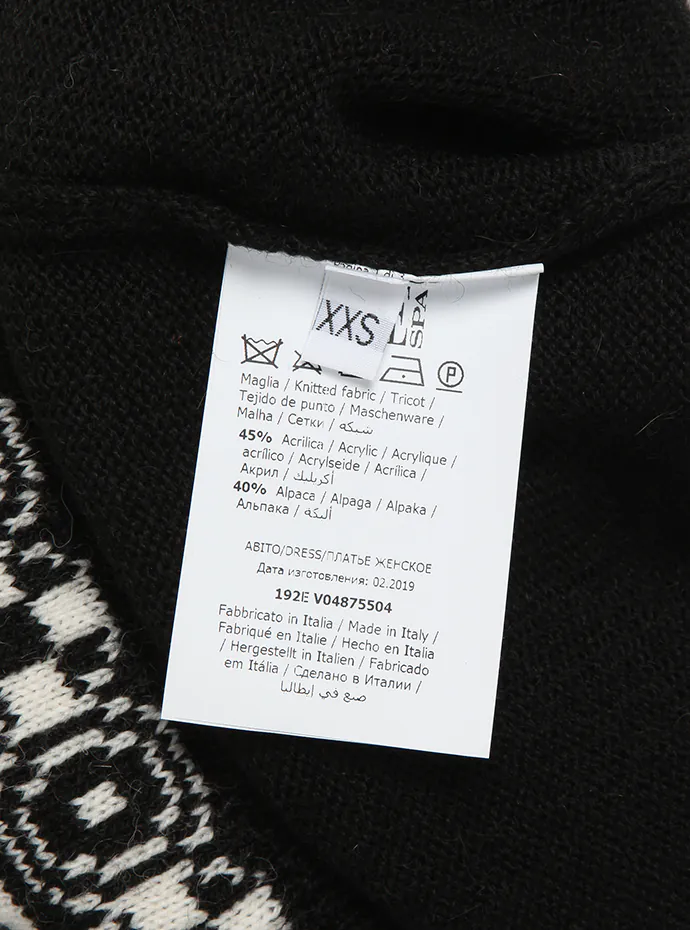 XXS
SPA
P
Maglia / Knitted fabric / Tricot /
Tejido de punto / Maschenware /
Malha / Сетки / شبكة
45% Acrilica / Acrylic / Acrylique /
acrílico / Acrylseide / Acrílica /
Акрил / أكريليك
40% Alpaca / Alpaga / Alpaka /
Альпака / ألبكة
ABITO/DRESS/ПЛАТЬЕ ЖЕНСКОЕ
Дата изготовления: 02.2019
192E V04875504
Fabbricato in Italia / Made in Italy /
Fabriqué en Italie / Hecho en Italia
/ Hergestellt in Italien / Fabricado
em Itália / Сделано в Италии /
صنع في إيطاليا